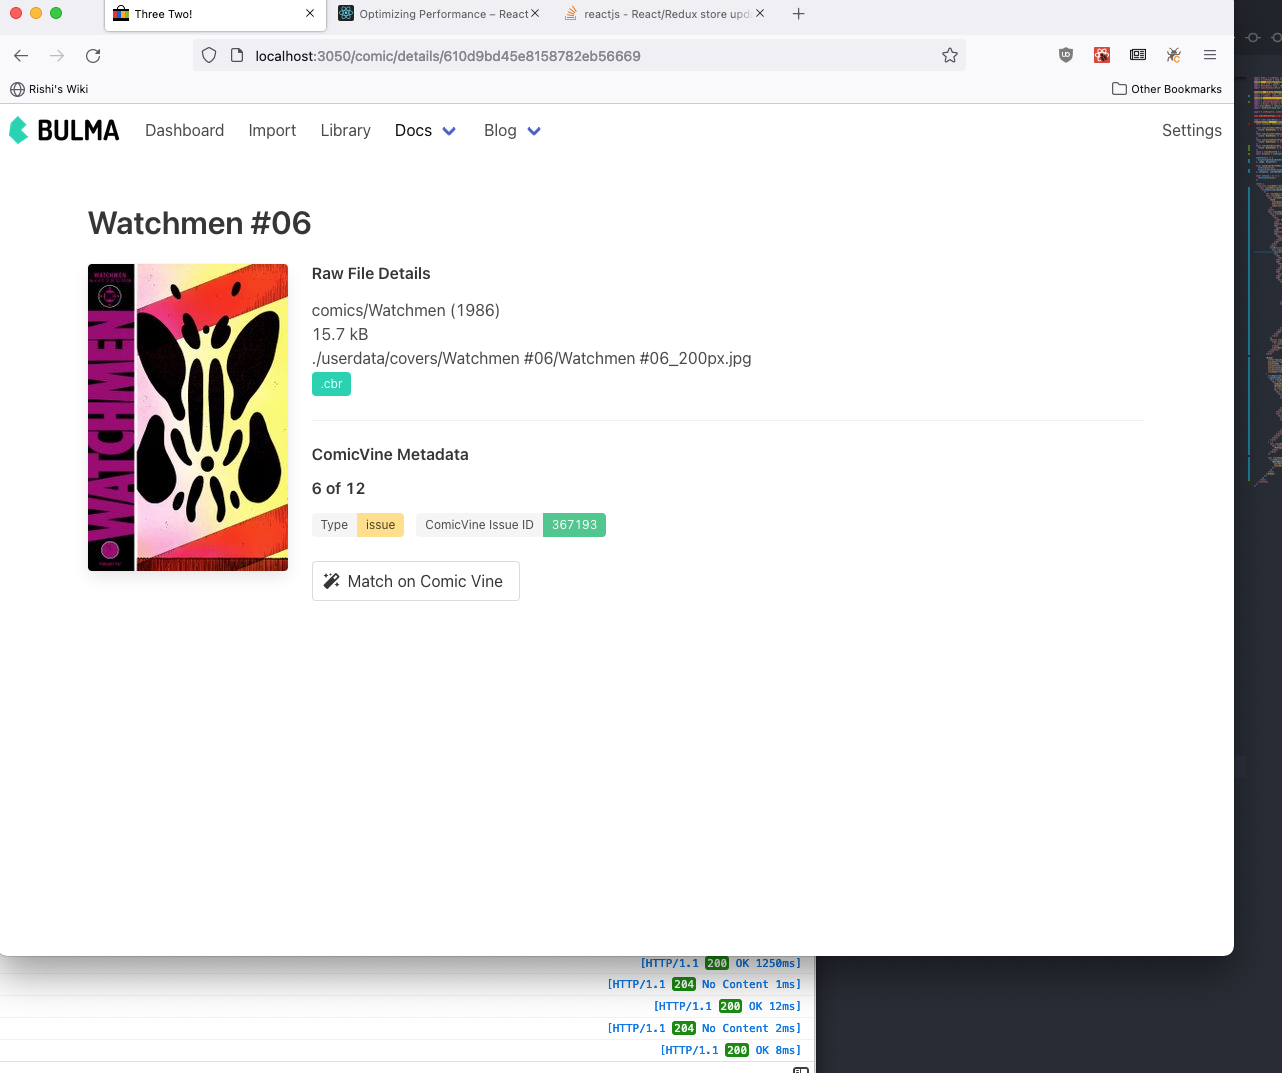 Three Two!
Optimizing Performance – React
reactjs - React/Redux store upda
localhost:3050/comic/details/610d9bd45e8158782eb56669
Rishi's Wiki
Other Bookmarks
BULMA Dashboard Import Library Docs Blog Settings
Watchmen #06
WATCHMEN
WATCHMEN
Raw File Details
comics/Watchmen (1986)
15.7 kB
./userdata/covers/Watchmen #06/Watchmen #06_200px.jpg
.cbr
ComicVine Metadata
6 of 12
Type issue ComicVine Issue ID 367193
Match on Comic Vine
[HTTP/1.1 200 OK 1250ms]
[HTTP/1.1 204 No Content 1ms]
[HTTP/1.1 200 OK 12ms]
[HTTP/1.1 204 No Content 2ms]
[HTTP/1.1 200 OK 8ms]